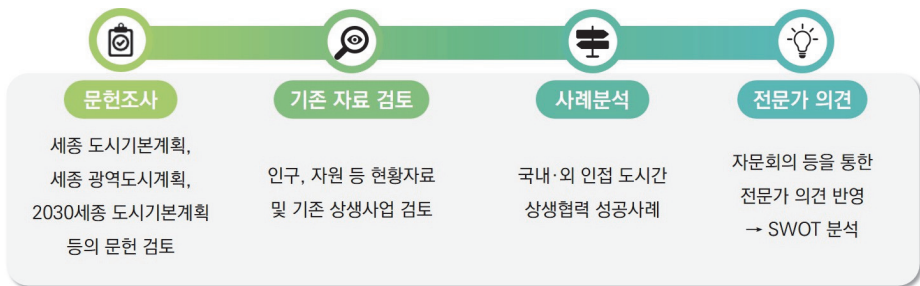 문헌조사
세종 도시기본계획,
세종 광역도시계획,
2030세종 도시기본계획
등의 문헌 검토
기존 자료 검토
인구, 자원 등 현황자료
및 기존 상생사업 검토
사례분석
국내·외 인접 도시간
상생협력 성공사례
전문가 의견
자문회의 등을 통한
전문가 의견 반영
→ SWOT 분석